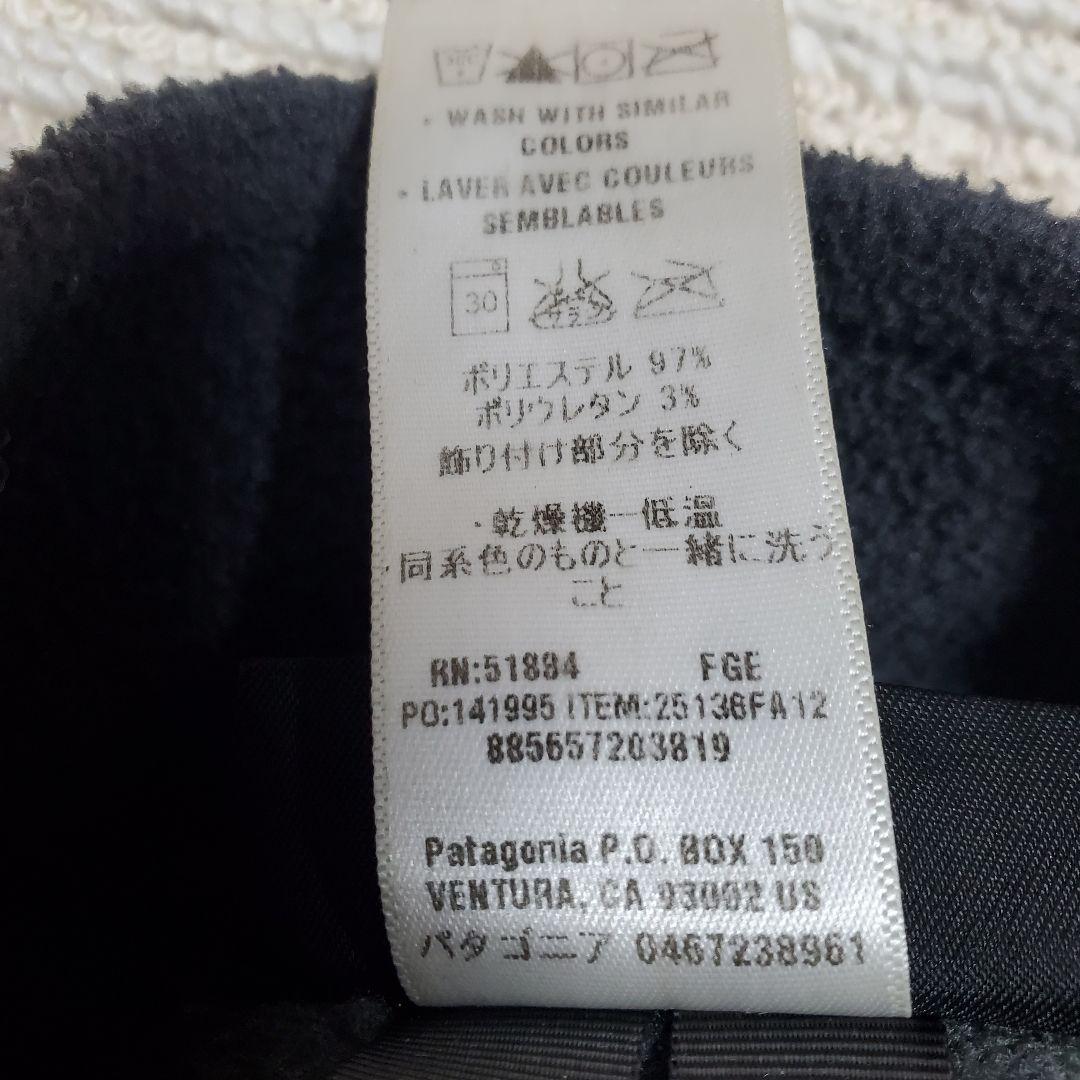 • WASH WITH SIMILAR
COLORS
• LAVER AVEC COULEURS
SEMBLABLES
30
ポリエステル 97%
ポリウレタン 3%
飾り付け部分を除く
・乾燥機一低温
・同系色のものと一緒に洗う
こと
RN:51884 FGE
PO:141995 ITEM:25136FA12
885657203819
Patagonia P.O. BOX 150
VENTURA, CA 93002 US
パタゴニア 0467238961